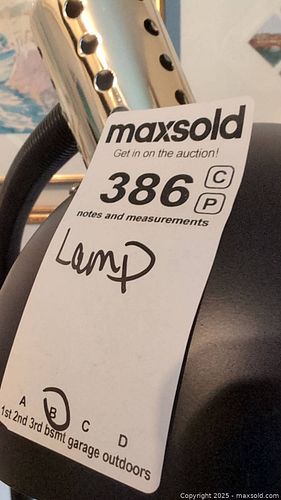 maxsold
Get in on the auction!
386 C
P
notes and measurements
Lamp
A B C D
1st 2nd 3rd bsmt garage outdoors
Copyright 2025 - maxsold.com